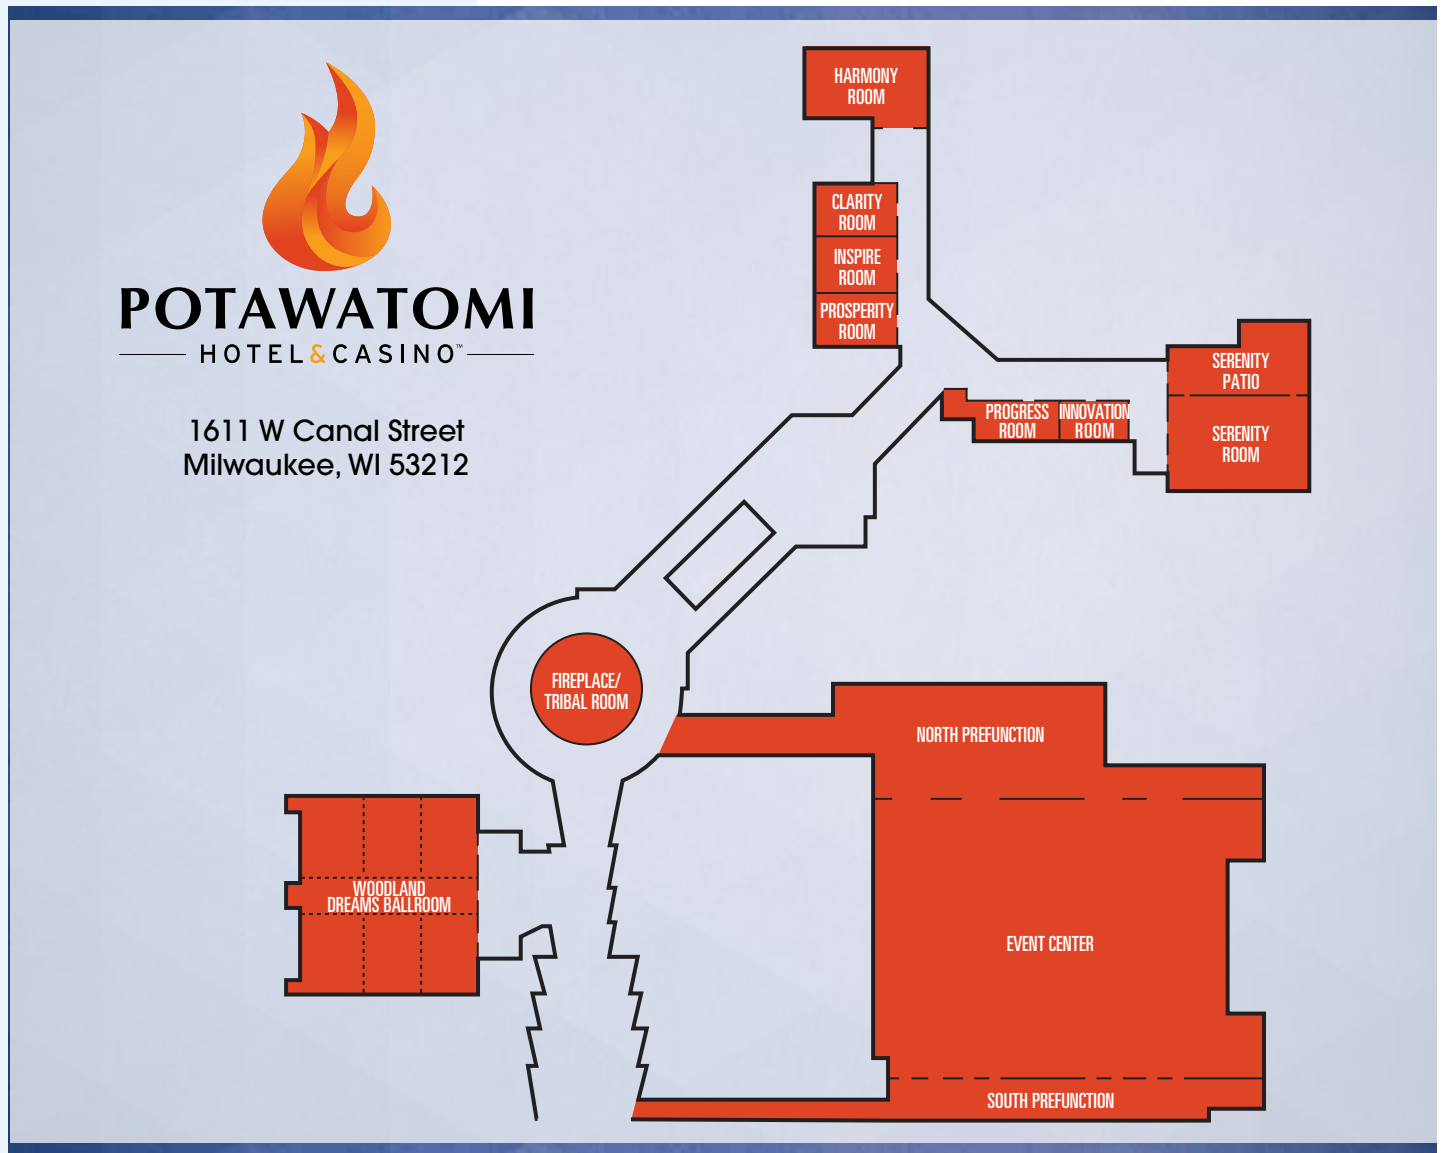 HARMONY
ROOM
CLARITY
ROOM
INSPIRE
ROOM
PROSPERITY
ROOM
POTAWATOMI
HOTEL&CASINO™
1611 W Canal Street
Milwaukee, WI 53212
SERENITY
PATIO
PROGRESS
ROOM
INNOVATION
ROOM
SERENITY
ROOM
FIREPLACE/
TRIBAL ROOM
NORTH PREFUNCTION
WOODLAND
DREAMS BALLROOM
EVENT CENTER
SOUTH PREFUNCTION